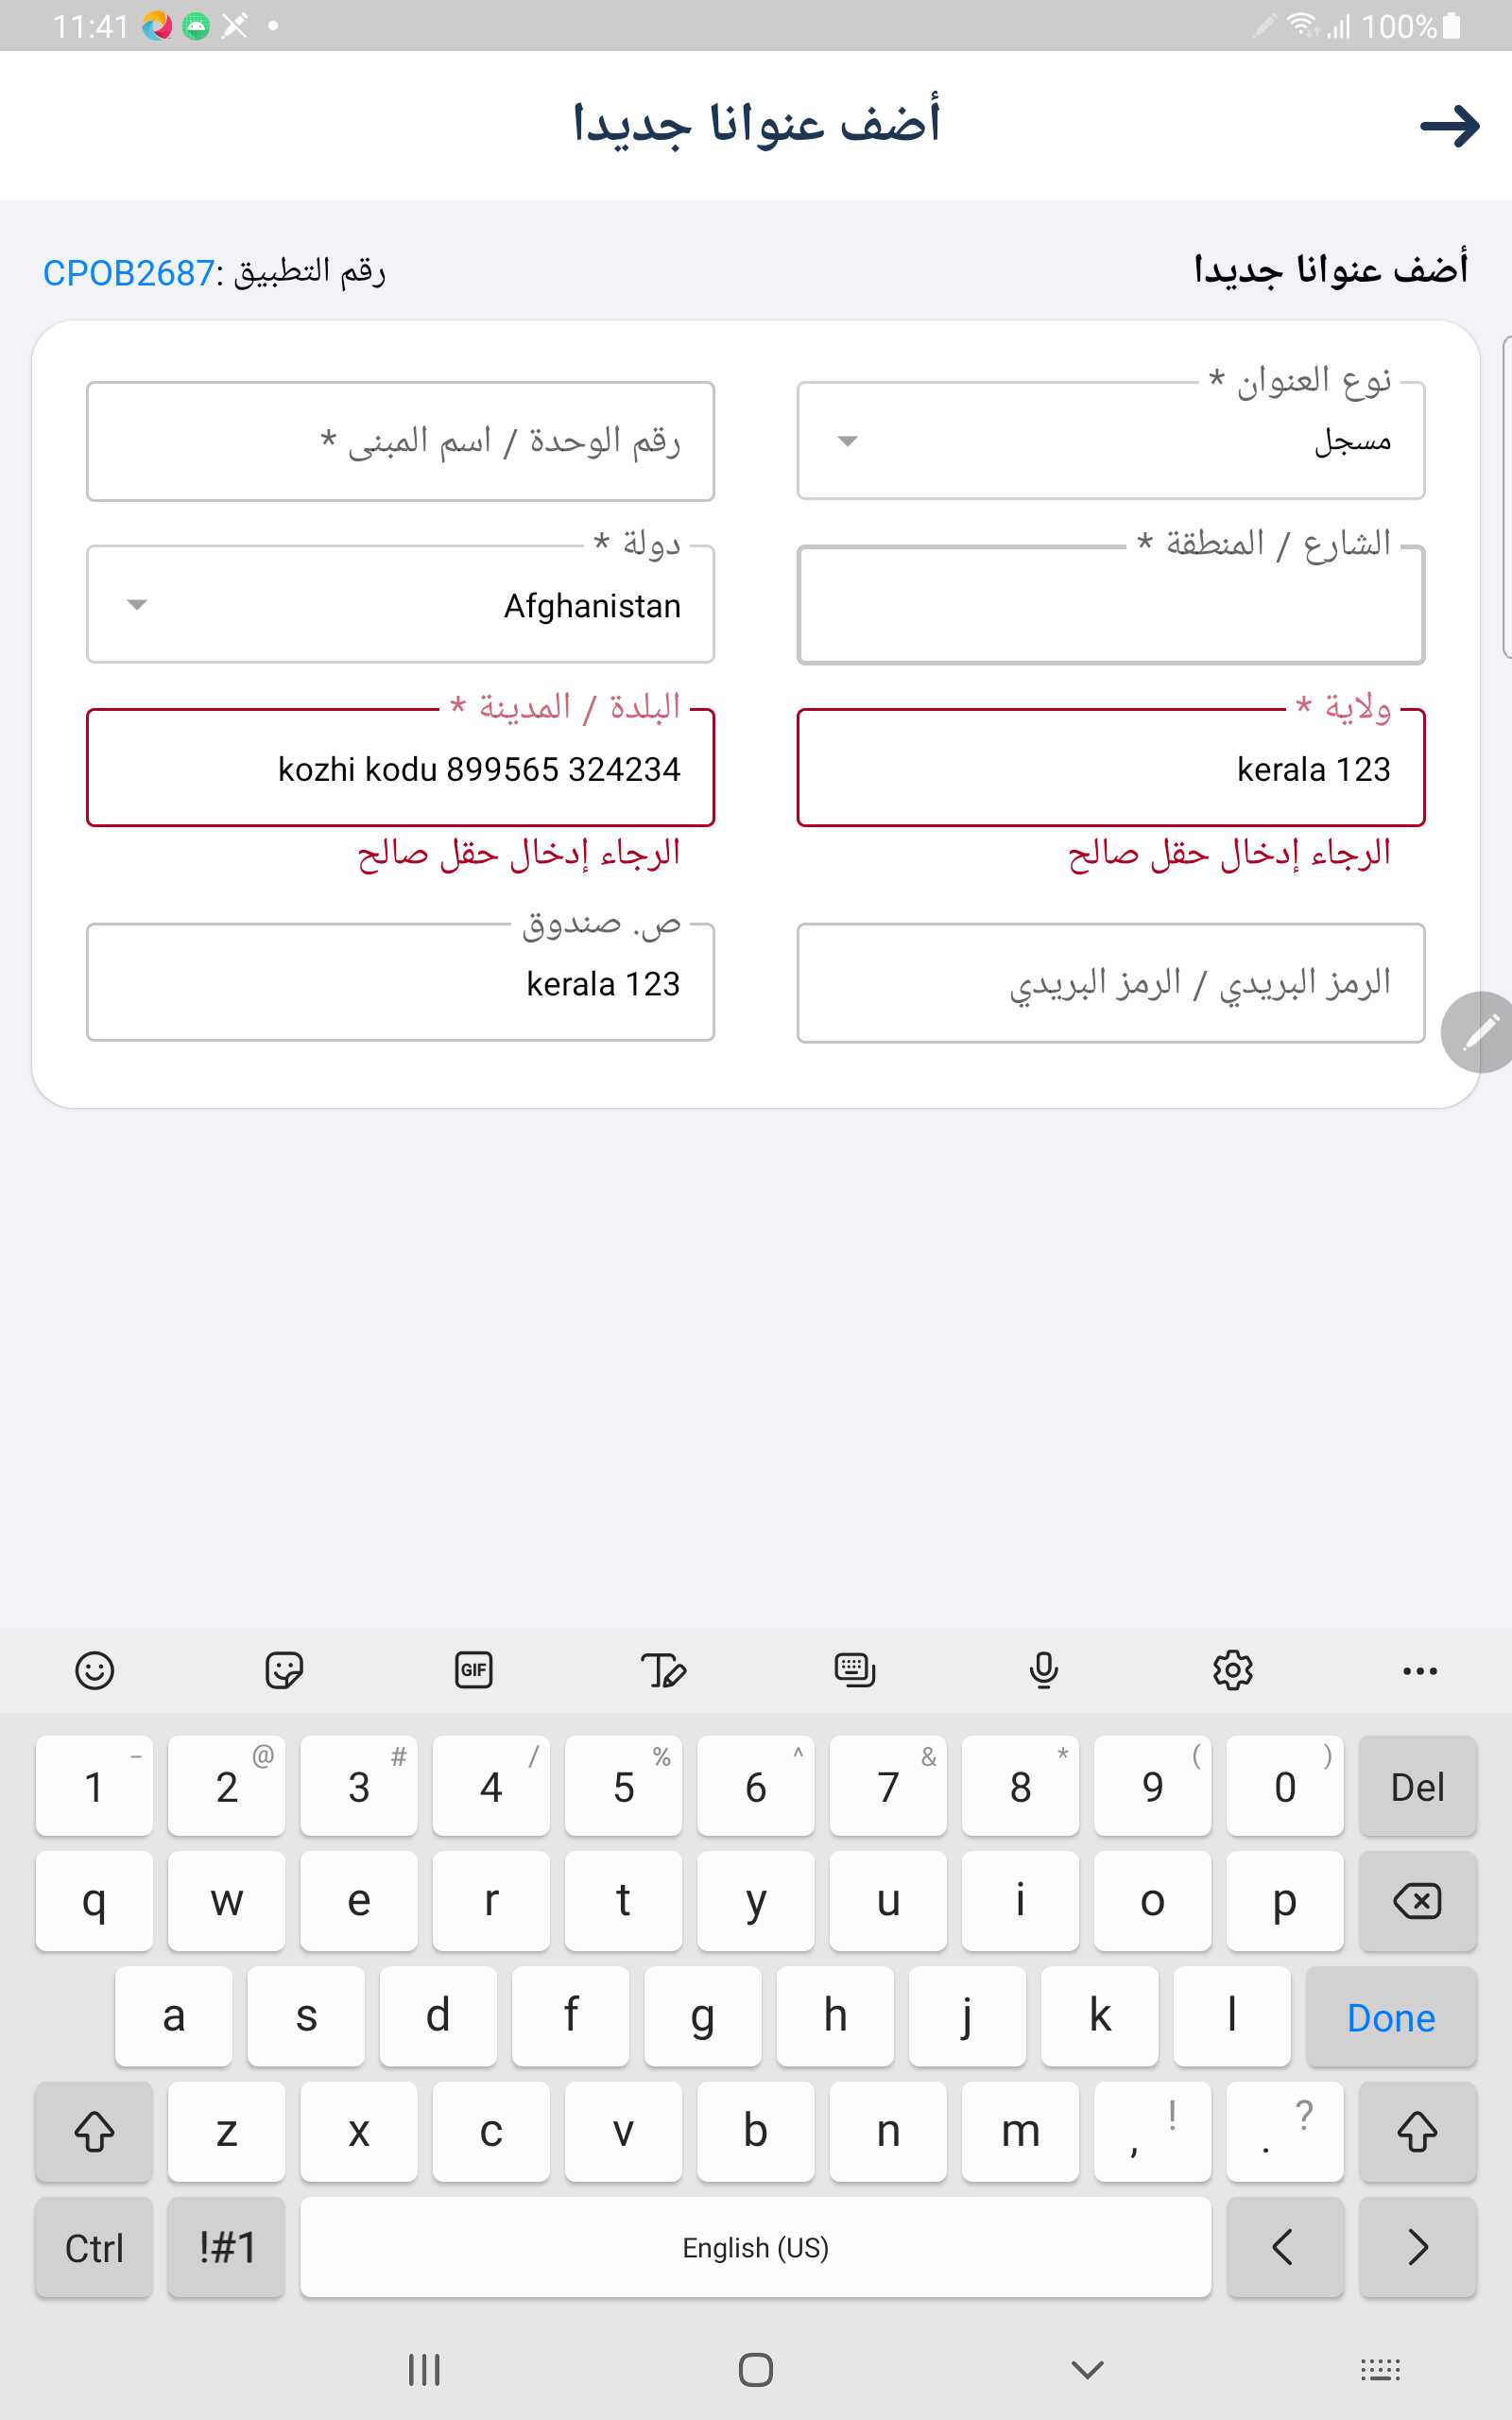 11:41 100%
أضف عنوانا جديدا
أضف عنوانا جديدا
رقم التطبيق :CPOB2687
نوع العنوان *
مسجل
رقم الوحدة / اسم المبنى *
الشارع / المنطقة *
دولة *
Afghanistan
ولاية *
kerala 123
الرجاء إدخال حقل صالح
البلدة / المدينة *
kozhi kodu 899565 324234
الرجاء إدخال حقل صالح
الرمز البريدي / الرمز البريدي
ص. صندوق
kerala 123
GIF
1 – 2 @ 3 # 4 / 5 % 6 ^ 7 & 8 * 9 ( 0 ) Del
q w e r t y u i o p
a s d f g h j k l Done
z x c v b n m , ! . ?
Ctrl !#1 English (US) < >